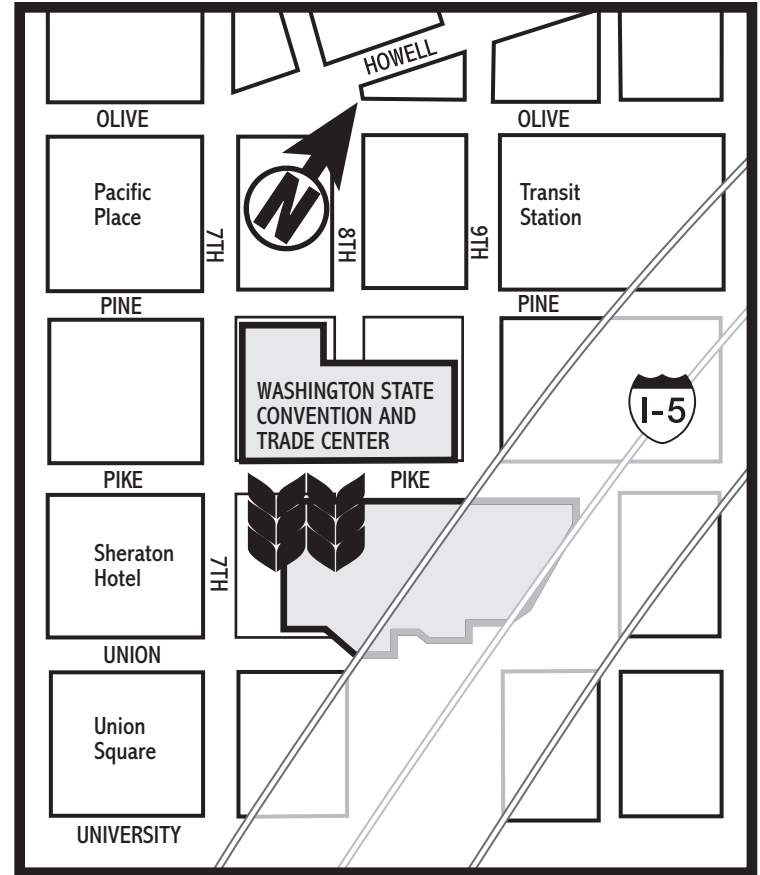 HOWELL
OLIVE
OLIVE
Pacific
Place
7TH
N
8TH
9TH
Transit
Station
PINE
PINE
WASHINGTON STATE
CONVENTION AND
TRADE CENTER
I-5
PIKE
PIKE
Sheraton
Hotel
7TH
UNION
Union
Square
UNIVERSITY